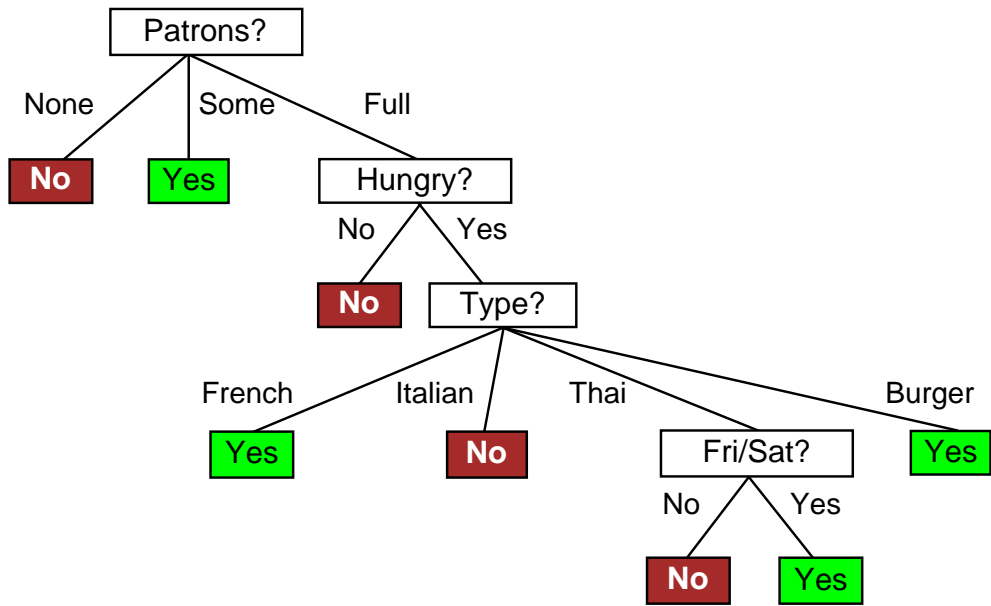 Patrons?
None Some Full
No Yes Hungry?
No Yes
No Type?
French Italian Thai Burger
Yes No Fri/Sat? Yes
No Yes
No Yes